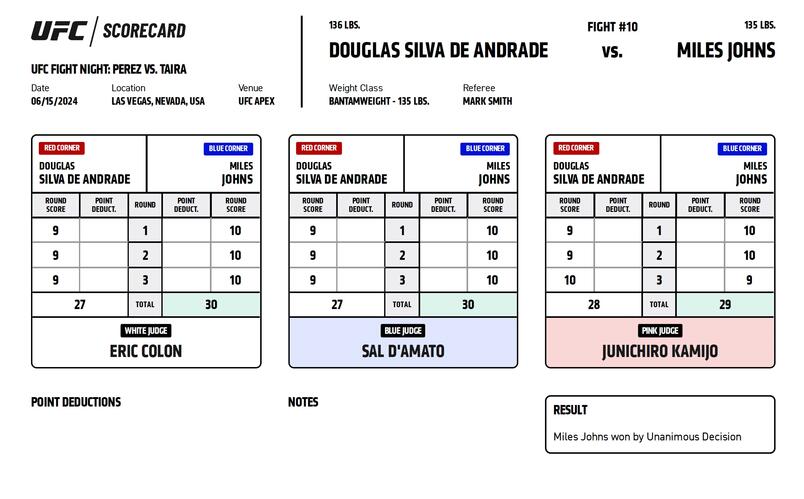 UFC / SCORECARD
UFC FIGHT NIGHT: PEREZ VS. TAIRA
Date Location Venue
06/15/2024 LAS VEGAS, NEVADA, USA UFC APEX
136 LBS. FIGHT #10 135 LBS.
DOUGLAS SILVA DE ANDRADE VS. MILES JOHNS
Weight Class Referee
BANTAMWEIGHT - 135 LBS. MARK SMITH
RED CORNER BLUE CORNER
DOUGLAS MILES
SILVA DE ANDRADE JOHNS
ROUND SCORE POINT DEDUCT. ROUND POINT DEDUCT. ROUND SCORE
9 1 10
9 2 10
9 3 10
27 TOTAL 30
WHITE JUDGE
ERIC COLON
RED CORNER BLUE CORNER
DOUGLAS MILES
SILVA DE ANDRADE JOHNS
ROUND SCORE POINT DEDUCT. ROUND POINT DEDUCT. ROUND SCORE
9 1 10
9 2 10
9 3 10
27 TOTAL 30
BLUE JUDGE
SAL D'AMATO
RED CORNER BLUE CORNER
DOUGLAS MILES
SILVA DE ANDRADE JOHNS
ROUND SCORE POINT DEDUCT. ROUND POINT DEDUCT. ROUND SCORE
9 1 10
9 2 10
10 3 9
28 TOTAL 29
PINK JUDGE
JUNICHIRO KAMIJO
POINT DEDUCTIONS
NOTES
RESULT
Miles Johns won by Unanimous Decision